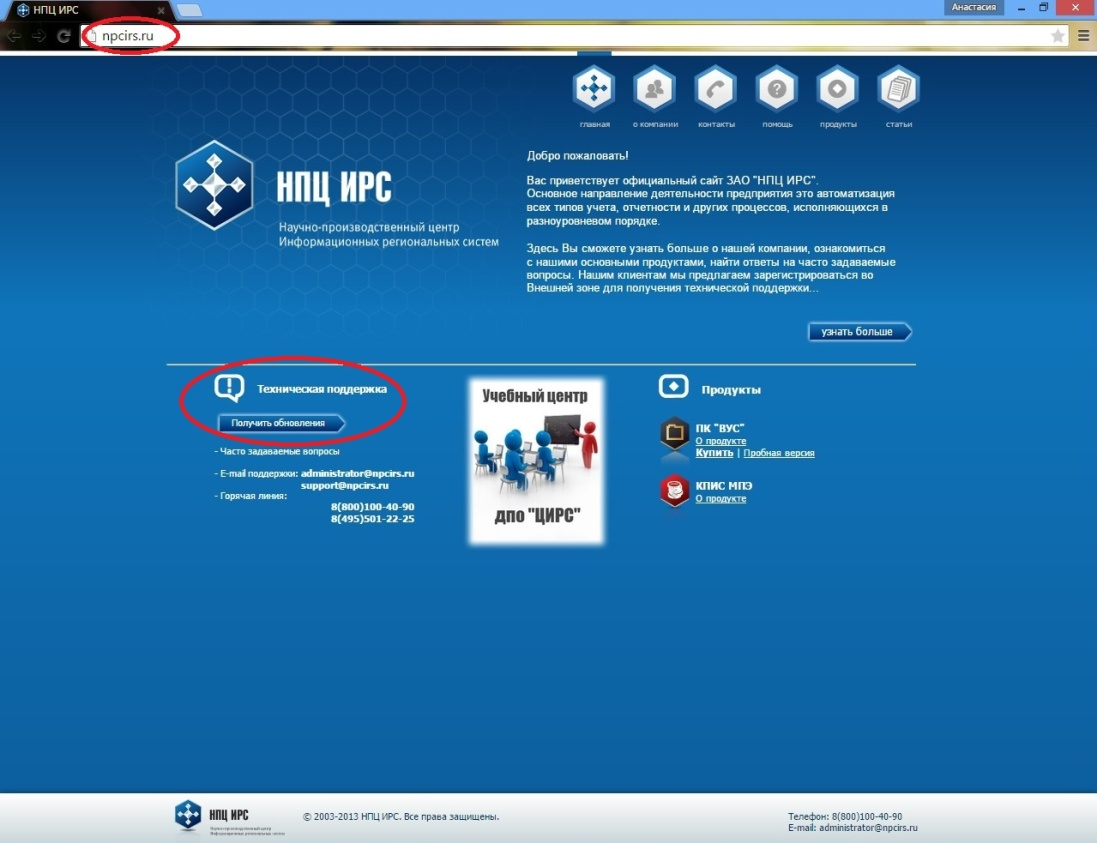 НПЦ ИРС
Анастасия
npcirs.ru
главная
о компании
контакты
помощь
продукты
статьи
НПЦ ИРС
Научно-производственный центр
Информационных региональных систем
Добро пожаловать!
Вас приветствует официальный сайт ЗАО "НПЦ ИРС".
Основное направление деятельности предприятия это автоматизация
всех типов учета, отчетности и других процессов, исполняющихся в
разноуровневом порядке.
Здесь Вы сможете узнать больше о нашей компании, ознакомиться
с нашими основными продуктами, найти ответы на часто задаваемые
вопросы. Нашим клиентам мы предлагаем зарегистрироваться во
Внешней зоне для получения технической поддержки...
узнать больше
Техническая поддержка
Получить обновления
- Часто задаваемые вопросы
- E-mail поддержки: administrator@npcirs.ru
support@npcirs.ru
- Горячая линия:
8(800)100-40-90
8(495)501-22-25
Учебный центр
дпо "ЦИРС"
Продукты
ПК "ВУС"
О продукте
Купить | Пробная версия
КПИС МПЭ
О продукте
НПЦ ИРС
Научно-производственный центр
Информационных региональных систем
© 2003-2013 НПЦ ИРС. Все права защищены.
Телефон: 8(800)100-40-90
E-mail: administrator@npcirs.ru